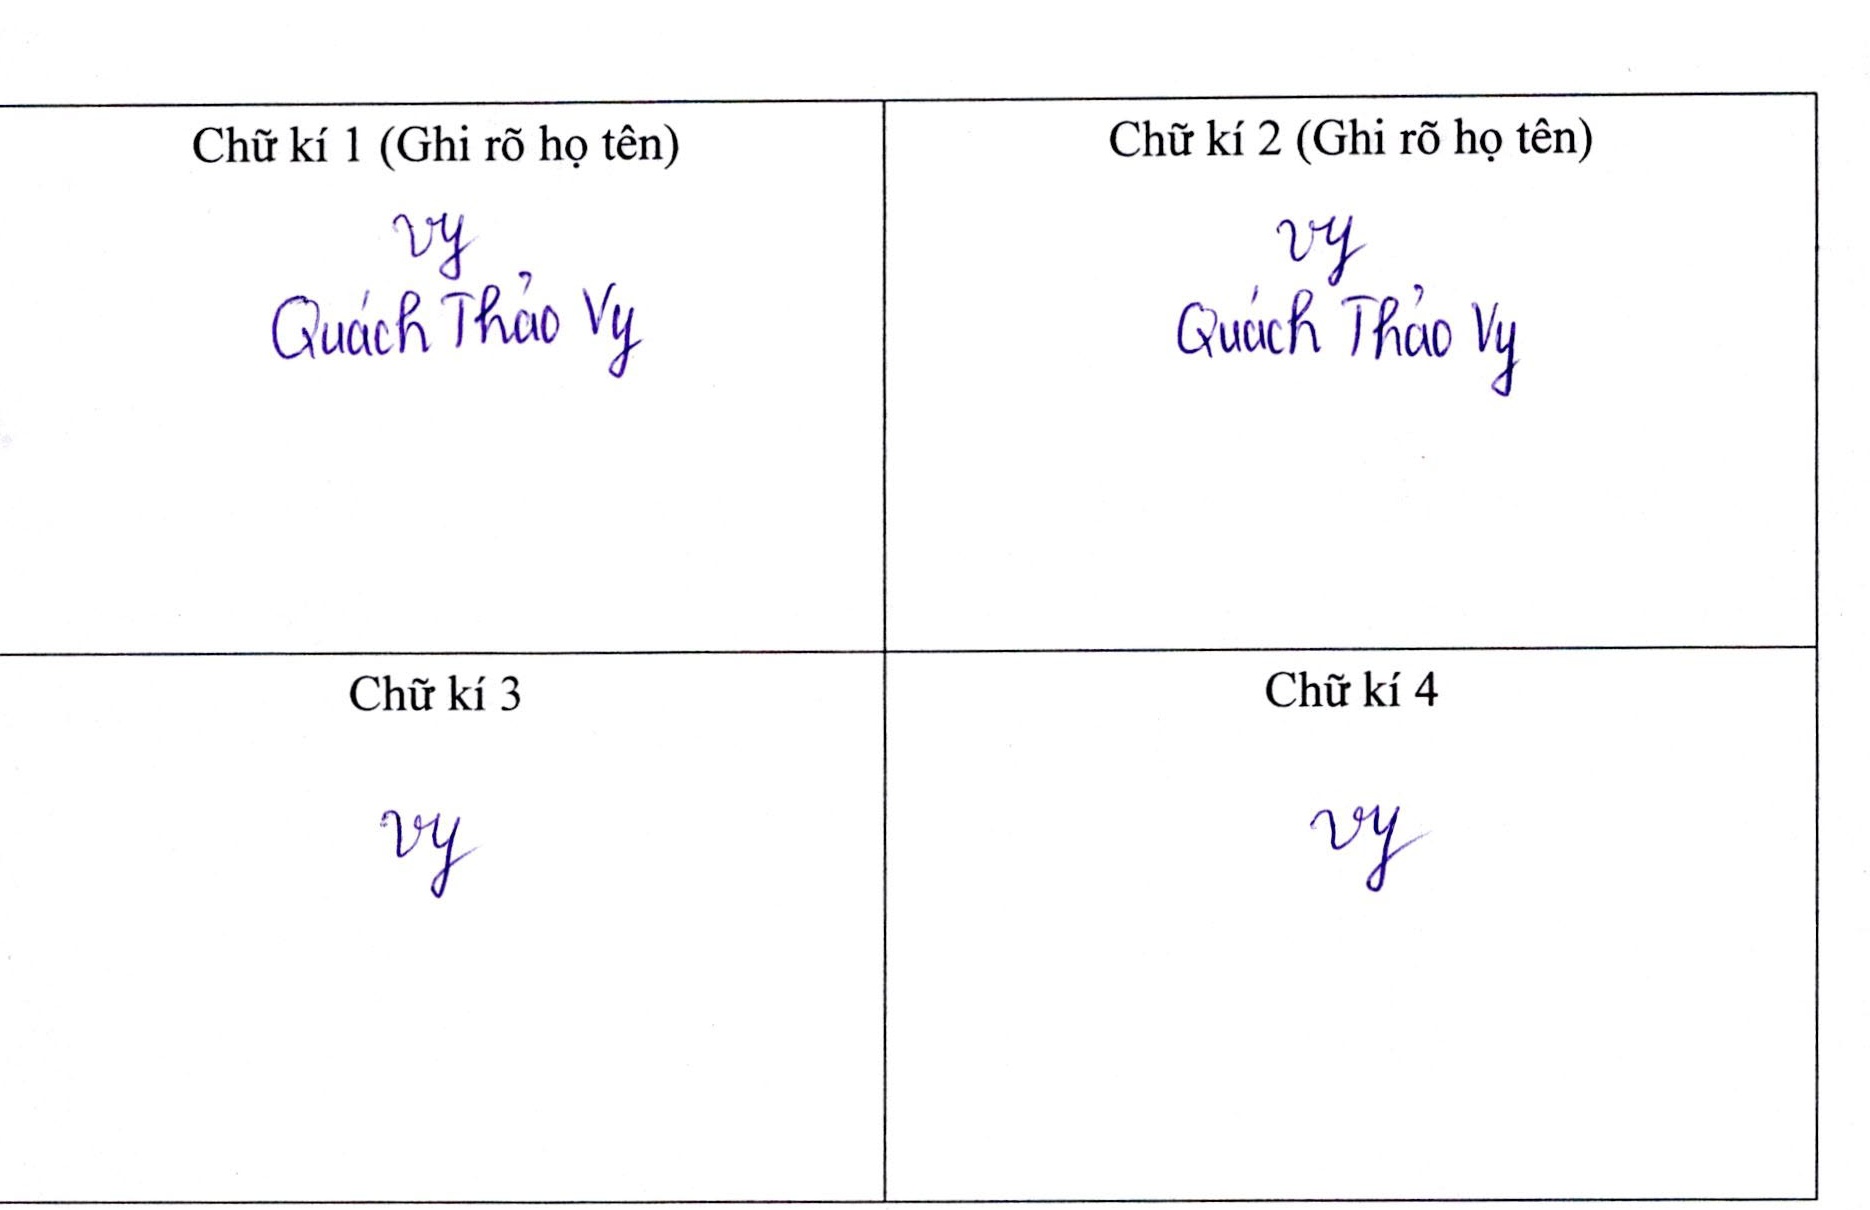 Chữ kí 1 (Ghi rõ họ tên)
vy
Quách Thảo Vy
Chữ kí 2 (Ghi rõ họ tên)
vy
Quách Thảo Vy
Chữ kí 3
vy
Chữ kí 4
vy